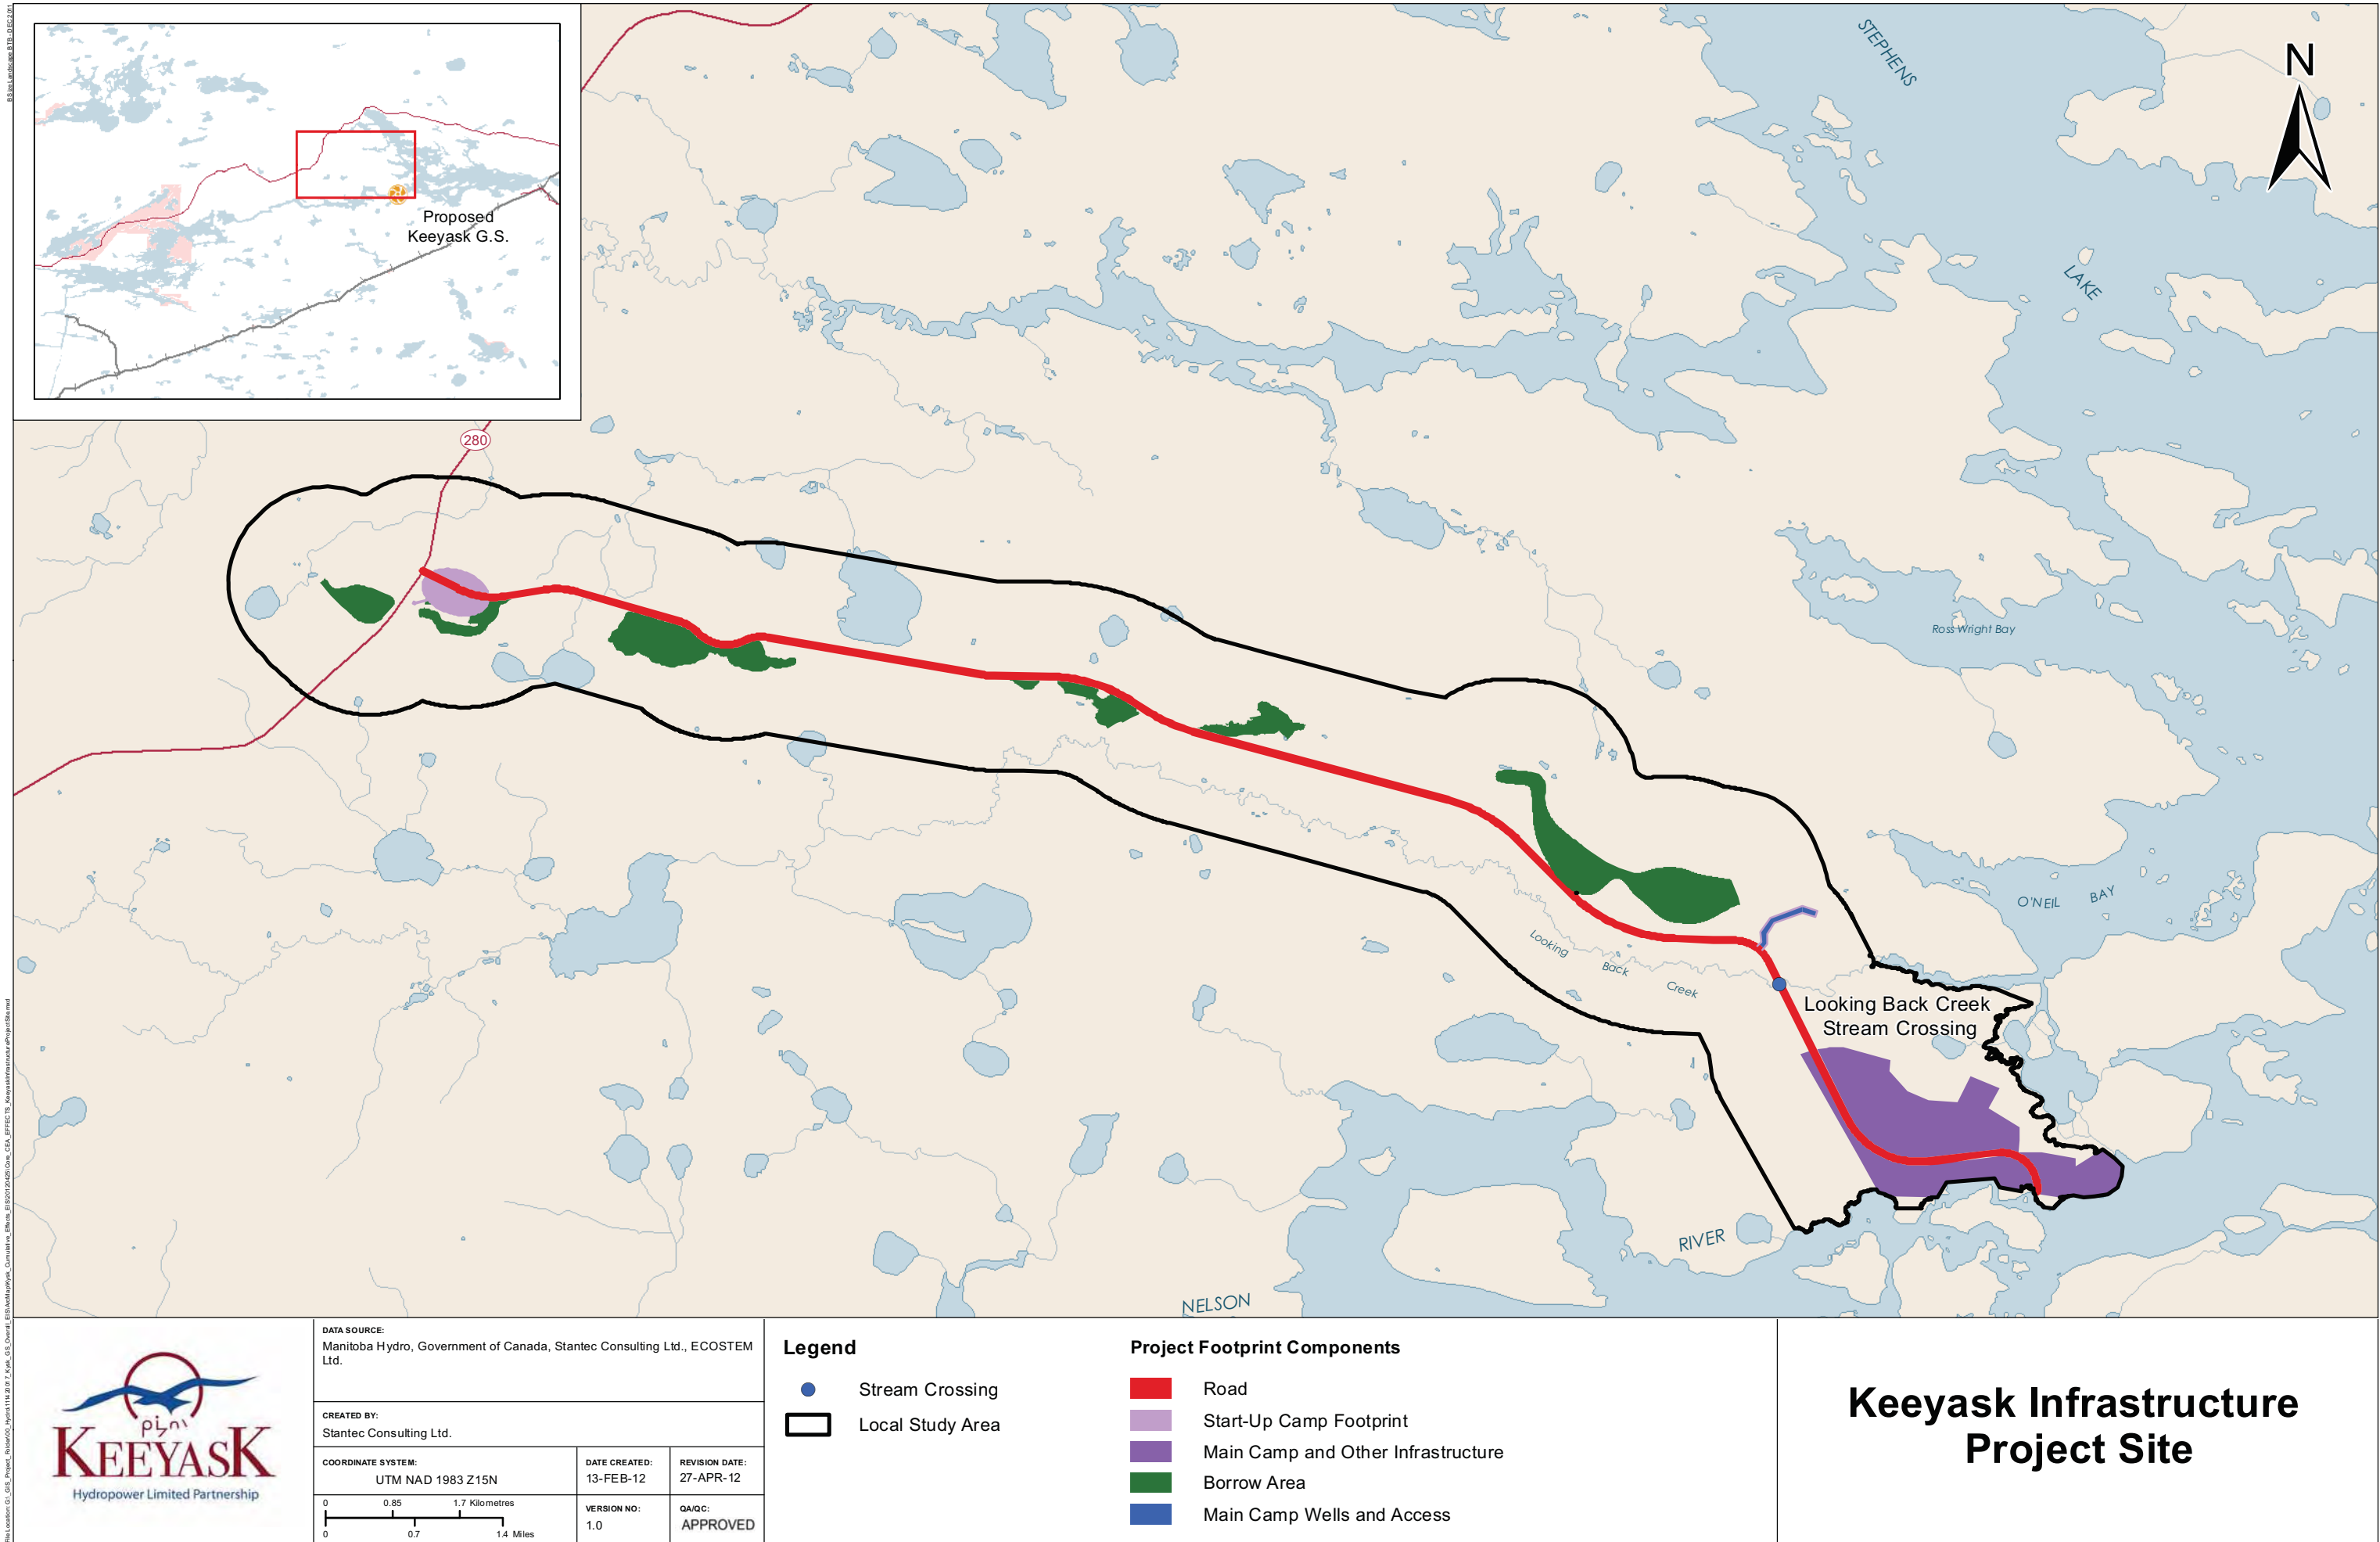 Proposed
Keeyask G.S.
STEPHENS
LAKE
N
280
Ross Wright Bay
O'NEIL BAY
Looking Back Creek
Looking Back Creek
Stream Crossing
RIVER
NELSON
KEEYASK
Hydropower Limited Partnership
DATA SOURCE:
Manitoba Hydro, Government of Canada, Stantec Consulting Ltd., ECOSTEM
Ltd.
CREATED BY:
Stantec Consulting Ltd.
COORDINATE SYSTEM:
UTM NAD 1983 Z15N
DATE CREATED:
13-FEB-12
REVISION DATE:
27-APR-12
0 0.85 1.7 Kilometres
0 0.7 1.4 Miles
VERSION NO:
1.0
QA/QC:
APPROVED
Legend
Stream Crossing
Local Study Area
Project Footprint Components
Road
Start-Up Camp Footprint
Main Camp and Other Infrastructure
Borrow Area
Main Camp Wells and Access
Keeyask Infrastructure
Project Site